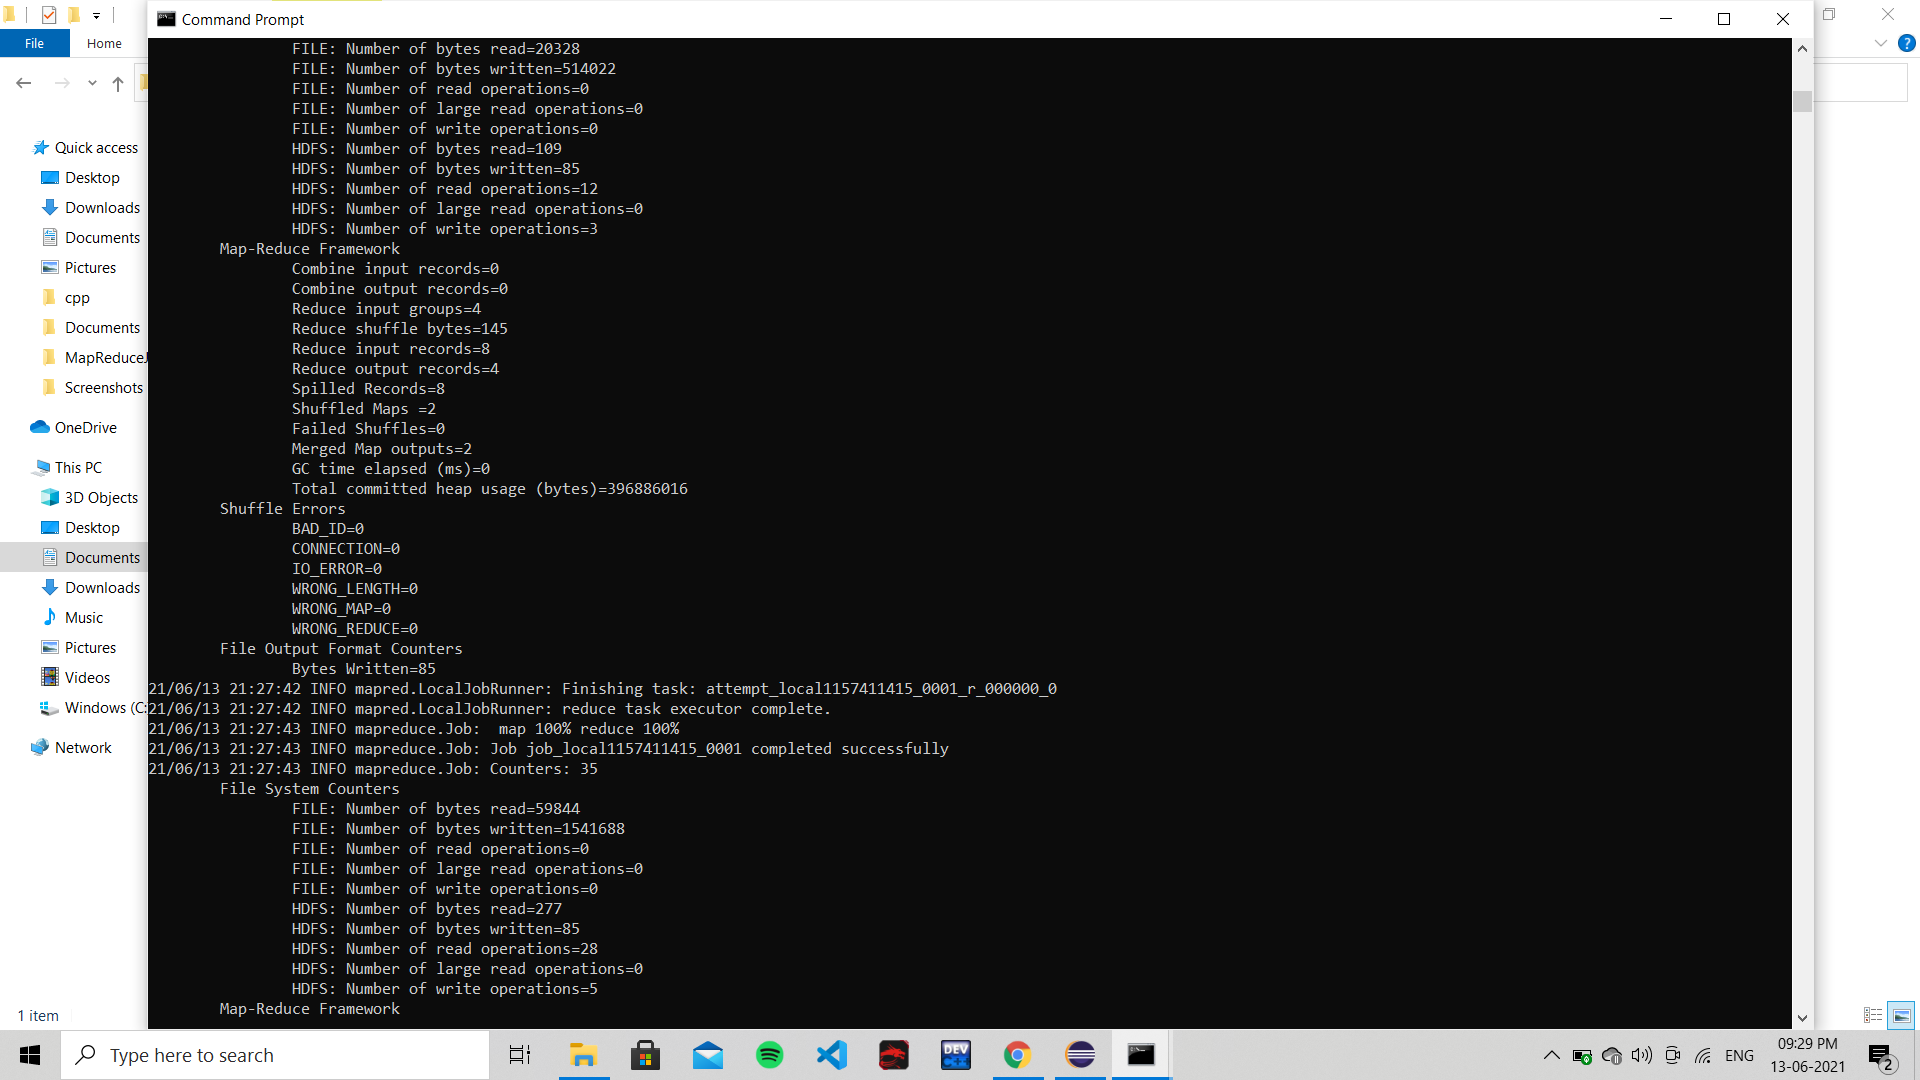 Command Prompt
File
Home
Quick access
Desktop
Downloads
Documents
Pictures
cpp
Documents
MapReduceJ
Screenshots
OneDrive
This PC
3D Objects
Desktop
Documents
Downloads
Music
Pictures
Videos
Windows (C:
Network
1 item
FILE: Number of bytes read=20328
FILE: Number of bytes written=514022
FILE: Number of read operations=0
FILE: Number of large read operations=0
FILE: Number of write operations=0
HDFS: Number of bytes read=109
HDFS: Number of bytes written=85
HDFS: Number of read operations=12
HDFS: Number of large read operations=0
HDFS: Number of write operations=3
Map-Reduce Framework
Combine input records=0
Combine output records=0
Reduce input groups=4
Reduce shuffle bytes=145
Reduce input records=8
Reduce output records=4
Spilled Records=8
Shuffled Maps =2
Failed Shuffles=0
Merged Map outputs=2
GC time elapsed (ms)=0
Total committed heap usage (bytes)=396886016
Shuffle Errors
BAD_ID=0
CONNECTION=0
IO_ERROR=0
WRONG_LENGTH=0
WRONG_MAP=0
WRONG_REDUCE=0
File Output Format Counters
Bytes Written=85
21/06/13 21:27:42 INFO mapred.LocalJobRunner: Finishing task: attempt_local1157411415_0001_r_000000_0
21/06/13 21:27:42 INFO mapred.LocalJobRunner: reduce task executor complete.
21/06/13 21:27:43 INFO mapreduce.Job:  map 100% reduce 100%
21/06/13 21:27:43 INFO mapreduce.Job: Job job_local1157411415_0001 completed successfully
21/06/13 21:27:43 INFO mapreduce.Job: Counters: 35
File System Counters
FILE: Number of bytes read=59844
FILE: Number of bytes written=1541688
FILE: Number of read operations=0
FILE: Number of large read operations=0
FILE: Number of write operations=0
HDFS: Number of bytes read=277
HDFS: Number of bytes written=85
HDFS: Number of read operations=28
HDFS: Number of large read operations=0
HDFS: Number of write operations=5
Map-Reduce Framework
Type here to search
DEV
C++
ENG
09:29 PM
13-06-2021
2